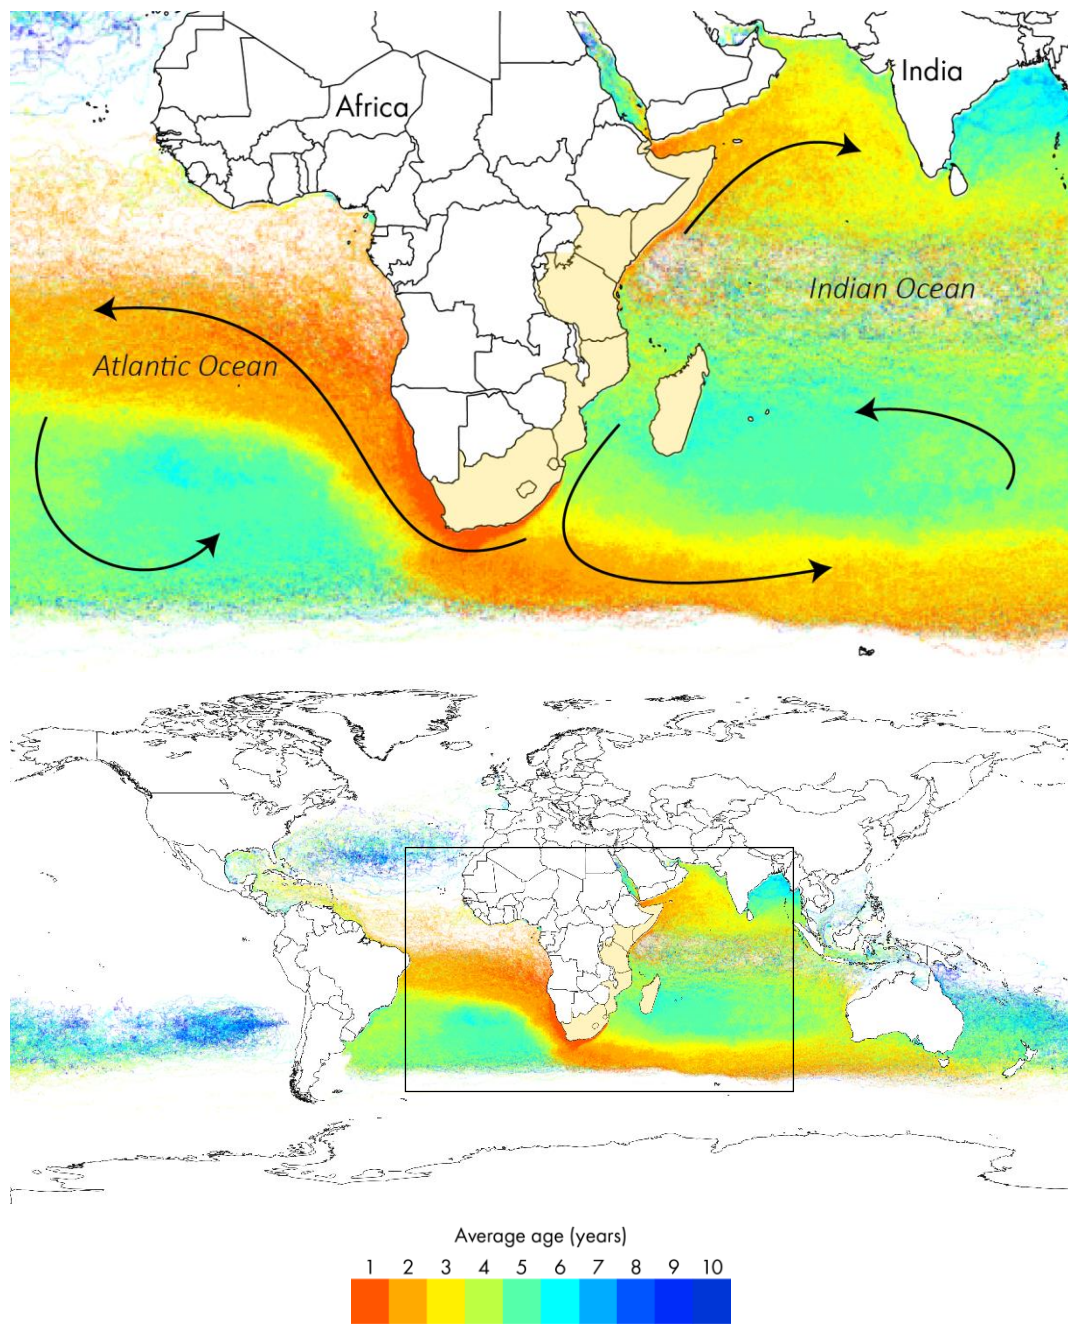 Africa
India
Indian Ocean
Atlantic Ocean
Average age (years)
1 2 3 4 5 6 7 8 9 10